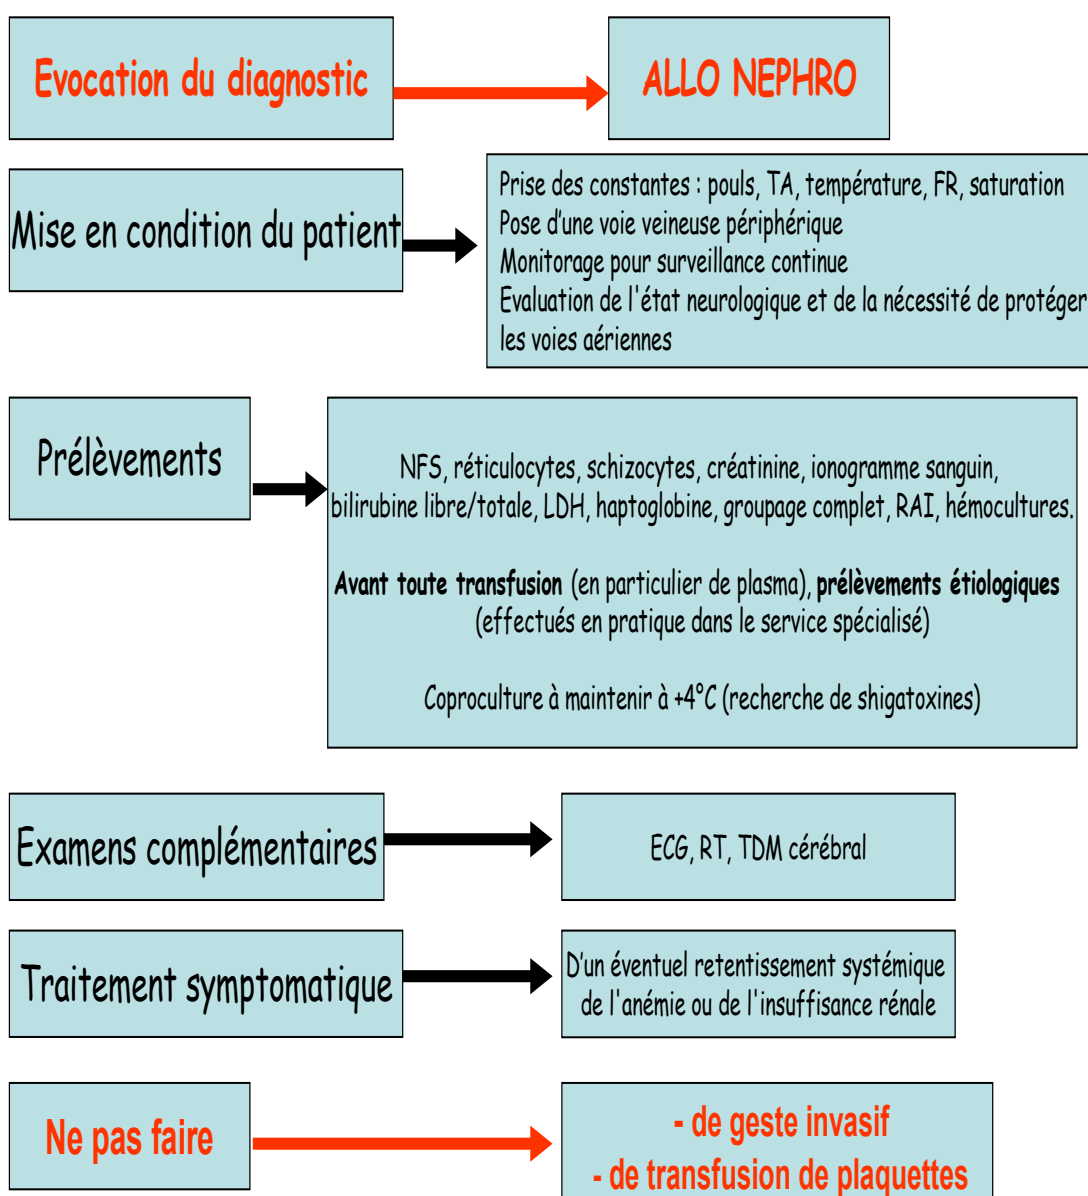 Evocation du diagnostic
ALLO NEPHRO
Mise en condition du patient
Prise des constantes : pouls, TA, température, FR, saturation
Pose d'une voie veineuse périphérique
Monitorage pour surveillance continue
Evaluation de l'état neurologique et de la nécessité de protéger
les voies aériennes
Prélèvements
NFS, réticulocytes, schizocytes, créatinine, ionogramme sanguin,
bilirubine libre/totale, LDH, haptoglobine, groupage complet, RAI, hémocultures.
Avant toute transfusion (en particulier de plasma), prélèvements étiologiques
(effectués en pratique dans le service spécialisé)
Coproculture à maintenir à +4°C (recherche de shigatoxines)
Examens complémentaires
ECG, RT, TDM cérébral
Traitement symptomatique
D'un éventuel retentissement systémique
de l'anémie ou de l'insuffisance rénale
Ne pas faire
- de geste invasif
- de transfusion de plaquettes